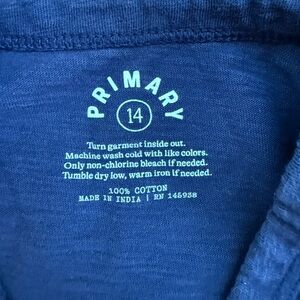 PRIMARY
14
Turn garment inside out.
Machine wash cold with like colors.
Only non-chlorine bleach if needed.
Tumble dry low, warm iron if needed.
100% COTTON
MADE IN INDIA | RN 145938